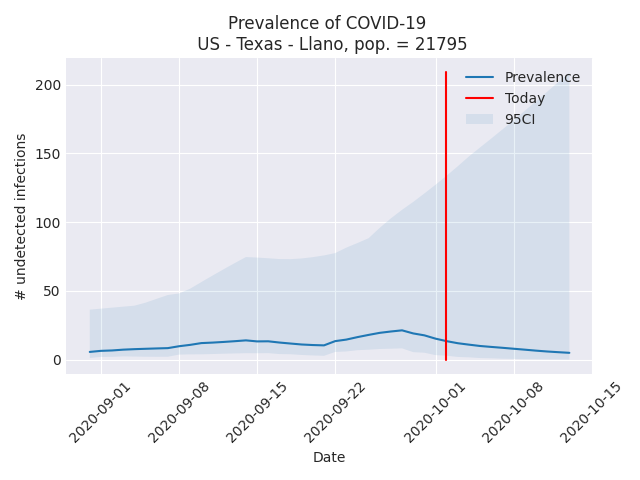 Prevalence of COVID-19
US - Texas - Llano, pop. = 21795
Prevalence
Today
95CI
# undetected infections
200
150
100
50
0
2020-09-01
2020-09-08
2020-09-15
2020-09-22
2020-10-01
2020-10-08
2020-10-15
Date